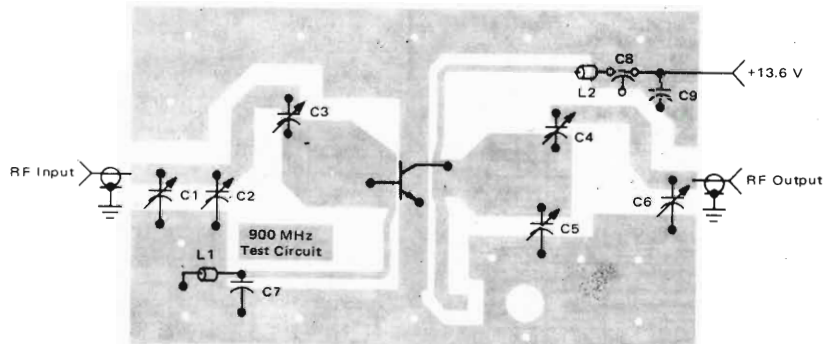 C8
+13.6 V
L2
C9
C3
C4
RF Input
C1
C2
RF Output
C6
C5
900 MHz
Test Circuit
L1
C7